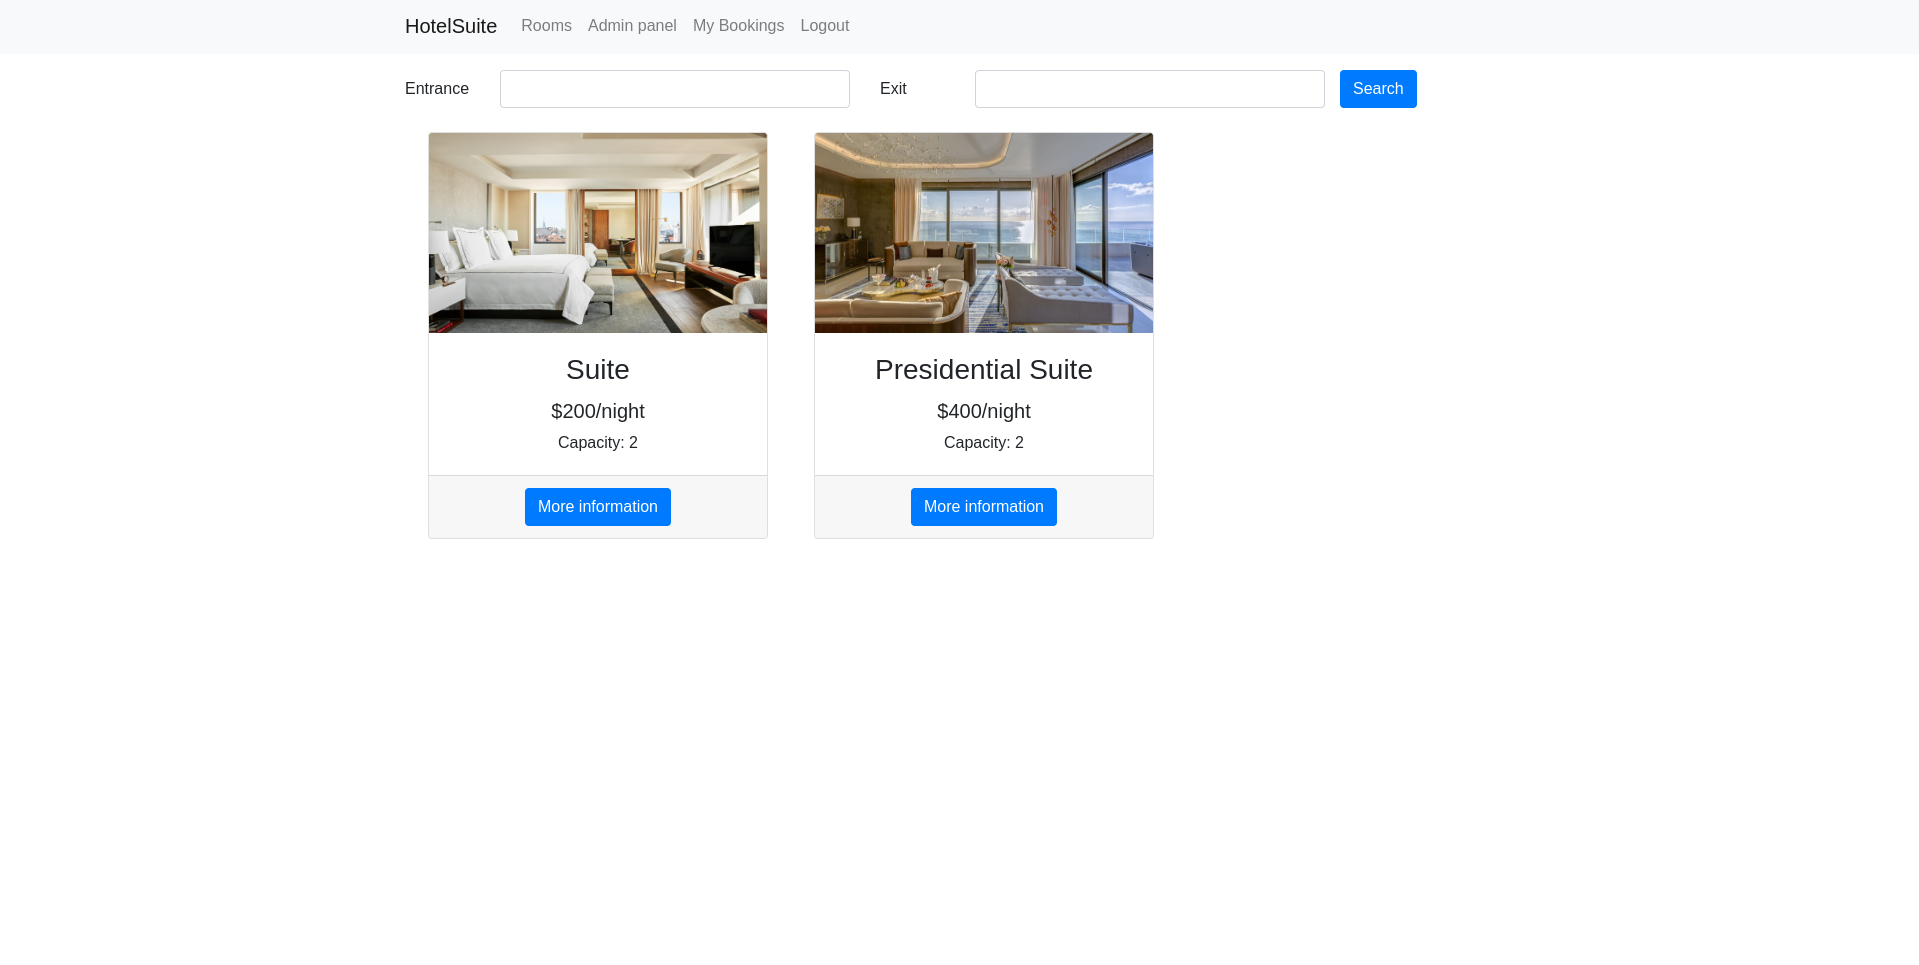 HotelSuite Rooms Admin panel My Bookings Logout
Entrance Exit Search
Suite
$200/night
Capacity: 2
More information
Presidential Suite
$400/night
Capacity: 2
More information